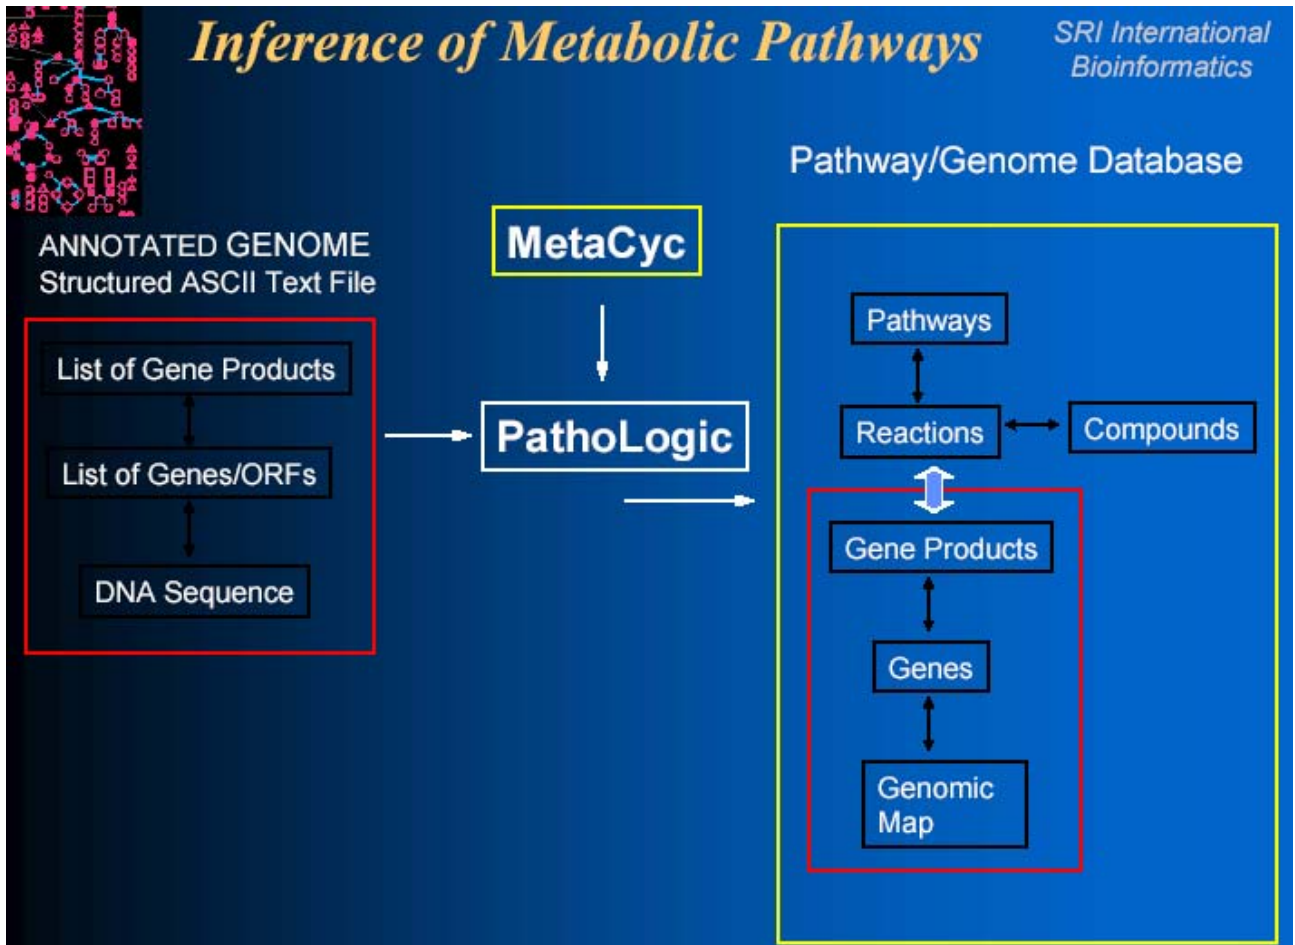 Inference of Metabolic Pathways
SRI International
Bioinformatics
Pathway/Genome Database
ANNOTATED GENOME
Structured ASCII Text File
MetaCyc
List of Gene Products
List of Genes/ORFs
DNA Sequence
PathoLogic
Pathways
Reactions
Compounds
Gene Products
Genes
Genomic
Map